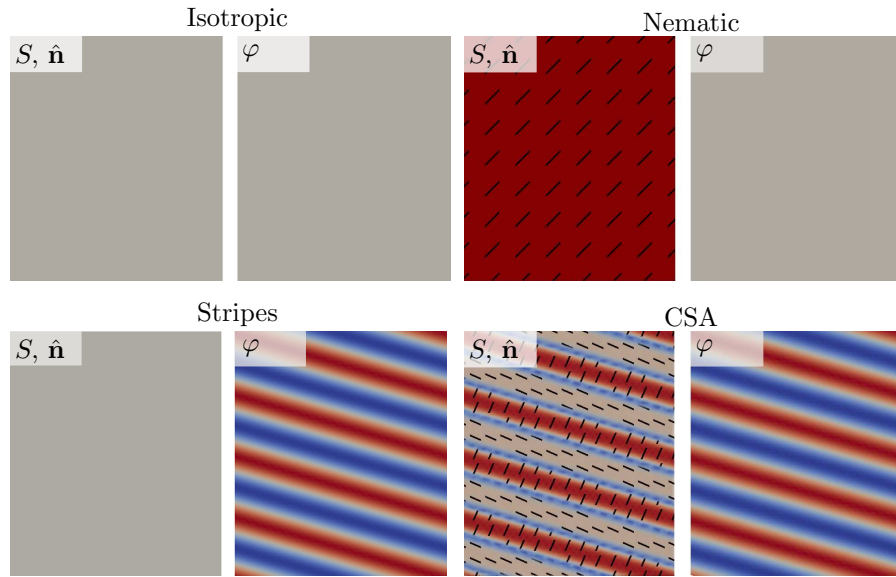 Isotropic
Nematic
S, n̂
φ
S, n̂
φ
Stripes
CSA
S, n̂
φ
S, n̂
φ